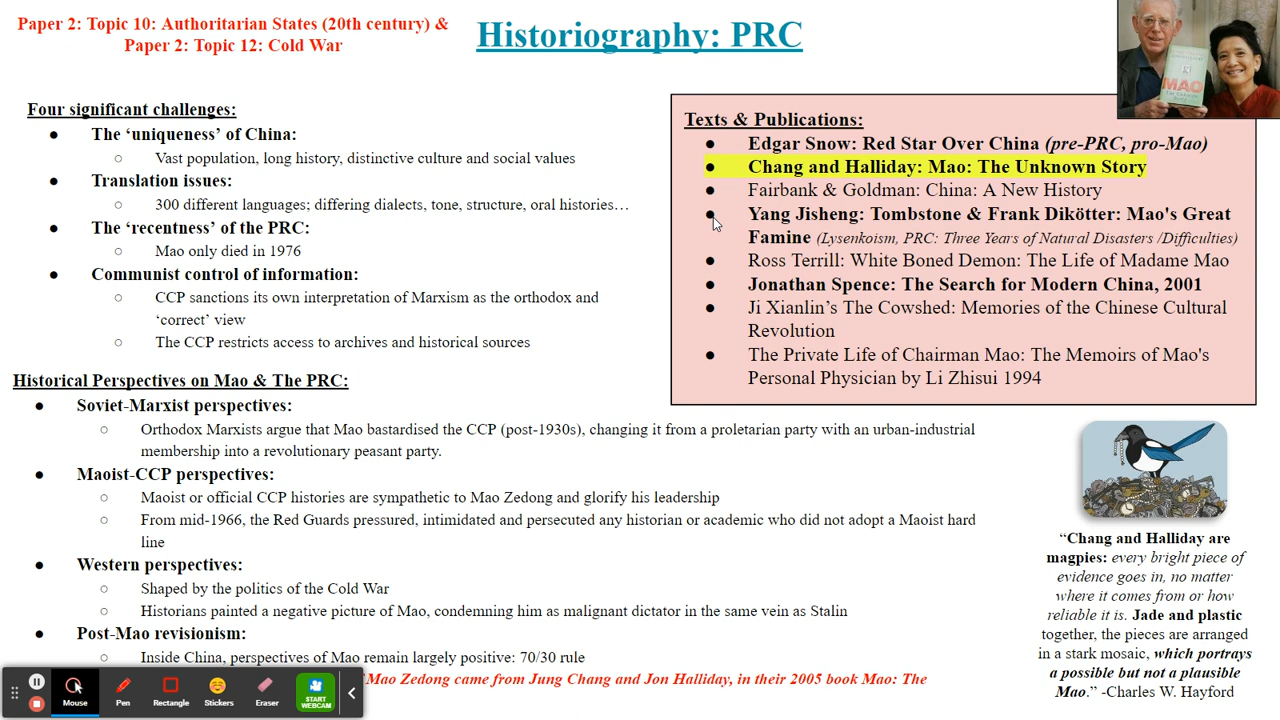 Paper 2: Topic 10: Authoritarian States (20th century) &
Paper 2: Topic 12: Cold War
Historiography: PRC
MAO
Four significant challenges:
● The ‘uniqueness’ of China:
○ Vast population, long history, distinctive culture and social values
● Translation issues:
○ 300 different languages; differing dialects, tone, structure, oral histories…
● The ‘recentness’ of the PRC:
○ Mao only died in 1976
● Communist control of information:
○ CCP sanctions its own interpretation of Marxism as the orthodox and
‘correct’ view
○ The CCP restricts access to archives and historical sources
Texts & Publications:
● Edgar Snow: Red Star Over China (pre-PRC, pro-Mao)
● Chang and Halliday: Mao: The Unknown Story
● Fairbank & Goldman: China: A New History
● Yang Jisheng: Tombstone & Frank Dikötter: Mao's Great
Famine (Lysenkoism, PRC: Three Years of Natural Disasters /Difficulties)
● Ross Terrill: White Boned Demon: The Life of Madame Mao
● Jonathan Spence: The Search for Modern China, 2001
● Ji Xianlin’s The Cowshed: Memories of the Chinese Cultural
Revolution
● The Private Life of Chairman Mao: The Memoirs of Mao's
Personal Physician by Li Zhisui 1994
Historical Perspectives on Mao & The PRC:
● Soviet-Marxist perspectives:
○ Orthodox Marxists argue that Mao bastardised the CCP (post-1930s), changing it from a proletarian party with an urban-industrial
membership into a revolutionary peasant party.
● Maoist-CCP perspectives:
○ Maoist or official CCP histories are sympathetic to Mao Zedong and glorify his leadership
○ From mid-1966, the Red Guards pressured, intimidated and persecuted any historian or academic who did not adopt a Maoist hard
line
● Western perspectives:
○ Shaped by the politics of the Cold War
○ Historians painted a negative picture of Mao, condemning him as malignant dictator in the same vein as Stalin
● Post-Mao revisionism:
○ Inside China, perspectives of Mao remain largely positive: 70/30 rule
Mao Zedong came from Jung Chang and Jon Halliday, in their 2005 book Mao: The
“Chang and Halliday are
magpies: every bright piece of
evidence goes in, no matter
where it comes from or how
reliable it is. Jade and plastic
together, the pieces are arranged
in a stark mosaic, which portrays
a possible but not a plausible
Mao.” -Charles W. Hayford
Mouse
Pen
Rectangle
Stickers
Eraser
START
WEBCAM